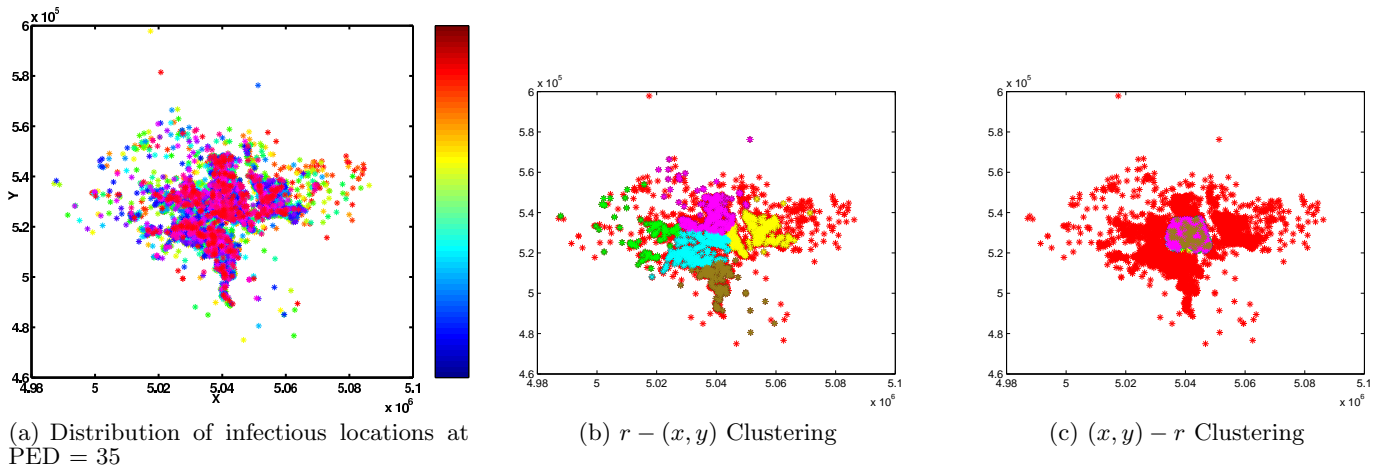 x 10^5
6
5.8
5.6
5.4
5.2
5
4.8
4.6
Y
4.98 5 5.02 5.04 5.06 5.08 5.1
X
x 10^6
(a) Distribution of infectious locations at
PED = 35
x 10^5
6
5.8
5.6
5.4
5.2
5
4.8
4.6
4.98 5 5.02 5.04 5.06 5.08 5.1
x 10^6
(b) r − (x, y) Clustering
x 10^5
6
5.8
5.6
5.4
5.2
5
4.8
4.6
4.98 5 5.02 5.04 5.06 5.08 5.1
x 10^6
(c) (x, y) − r Clustering